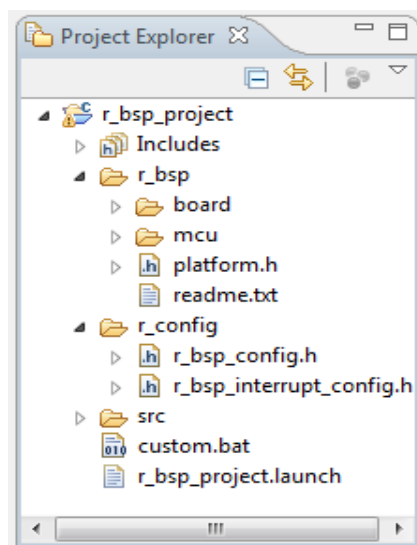 Project Explorer
r_bsp_project
Includes
r_bsp
board
mcu
platform.h
readme.txt
r_config
r_bsp_config.h
r_bsp_interrupt_config.h
src
custom.bat
r_bsp_project.launch